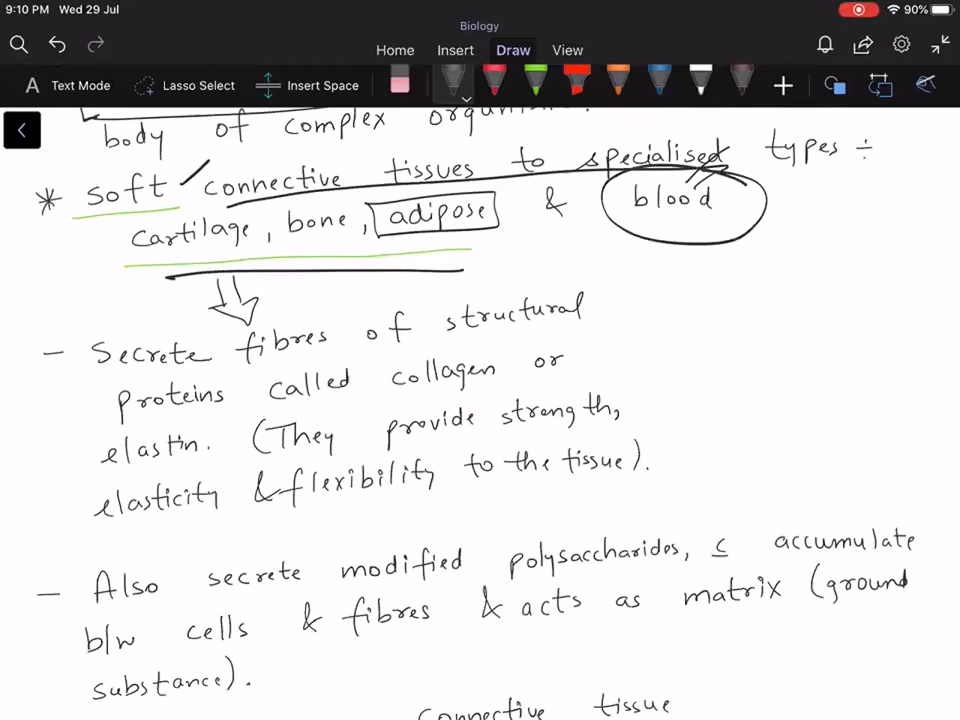 9:10 PM Wed 29 Jul
90%
Biology
Home Insert Draw View
A Text Mode Lasso Select Insert Space
body of complex organisms.
* Soft connective tissues to specialised types ÷
cartilage, bone, adipose & blood
- Secrete fibres of structural
proteins called collagen or
elastin. (They provide strength,
elasticity & flexibility to the tissue).
- Also secrete modified polysaccharides, c accumulate
b/w cells & fibres & acts as matrix (ground
substance).
Connective tissue